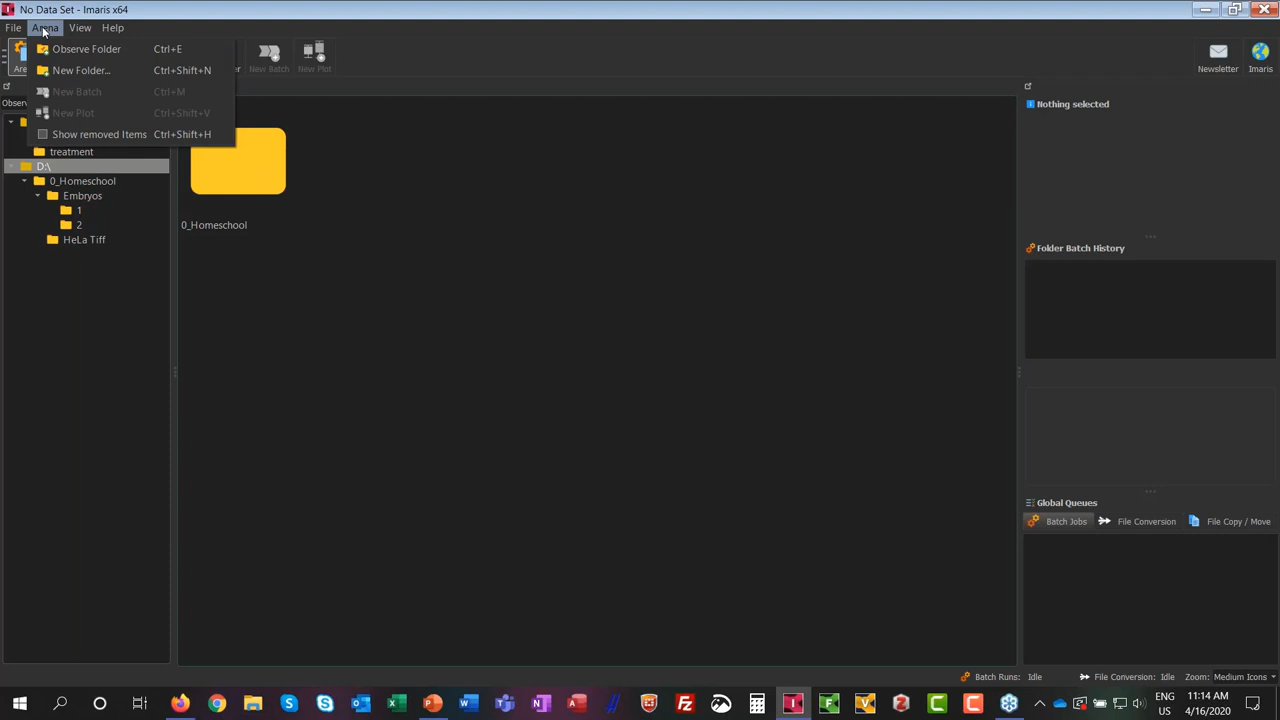 No Data Set - Imaris x64
File Arena View Help
Observe Folder Ctrl+E
New Folder... Ctrl+Shift+N
New Batch Ctrl+M
New Plot Ctrl+Shift+V
Show removed Items Ctrl+Shift+H
New Batch New Plot
Newsletter Imaris
treatment
D:\
0_Homeschool
Embryos
1
2
HeLa Tiff
0_Homeschool
Nothing selected
Folder Batch History
Global Queues
Batch Jobs File Conversion File Copy / Move
Batch Runs: Idle File Conversion: Idle Zoom: Medium Icons
ENG
US
11:14 AM
4/16/2020